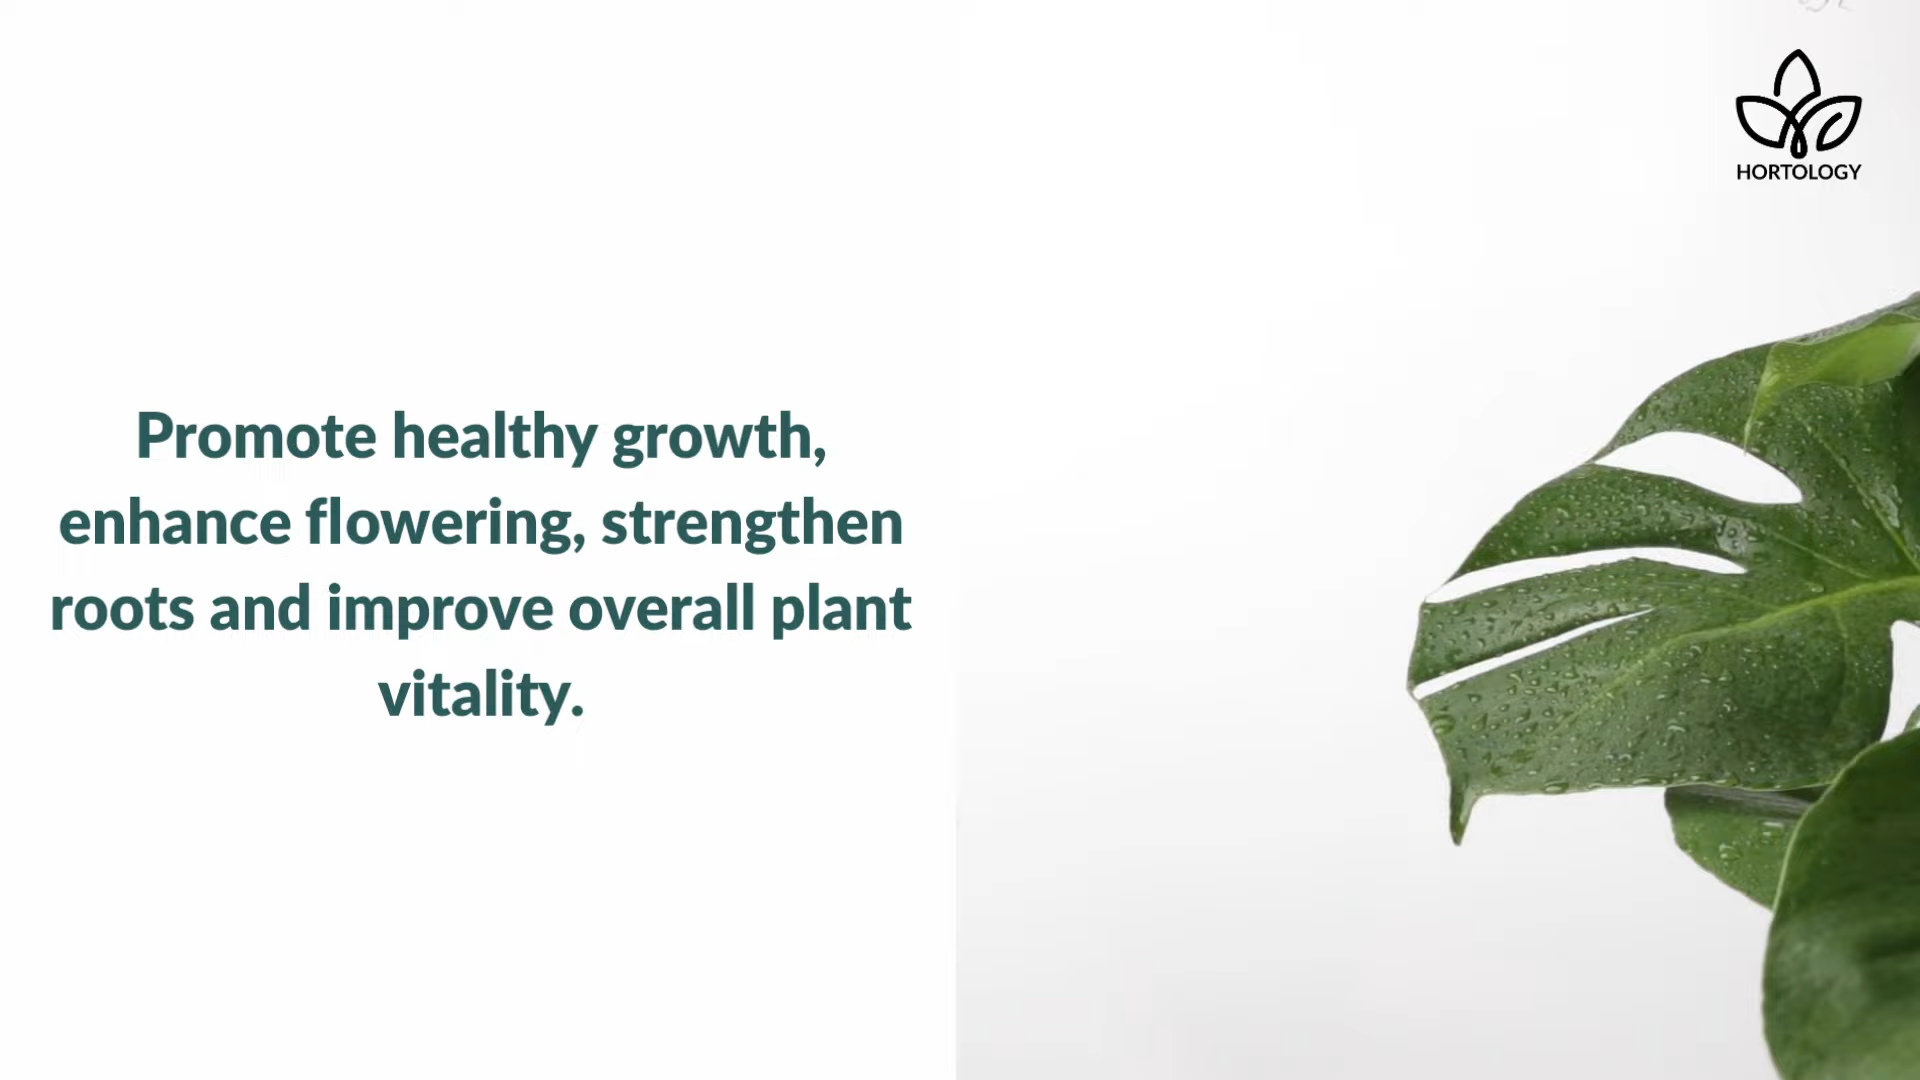 HORTOLOGY
Promote healthy growth,
enhance flowering, strengthen
roots and improve overall plant
vitality.